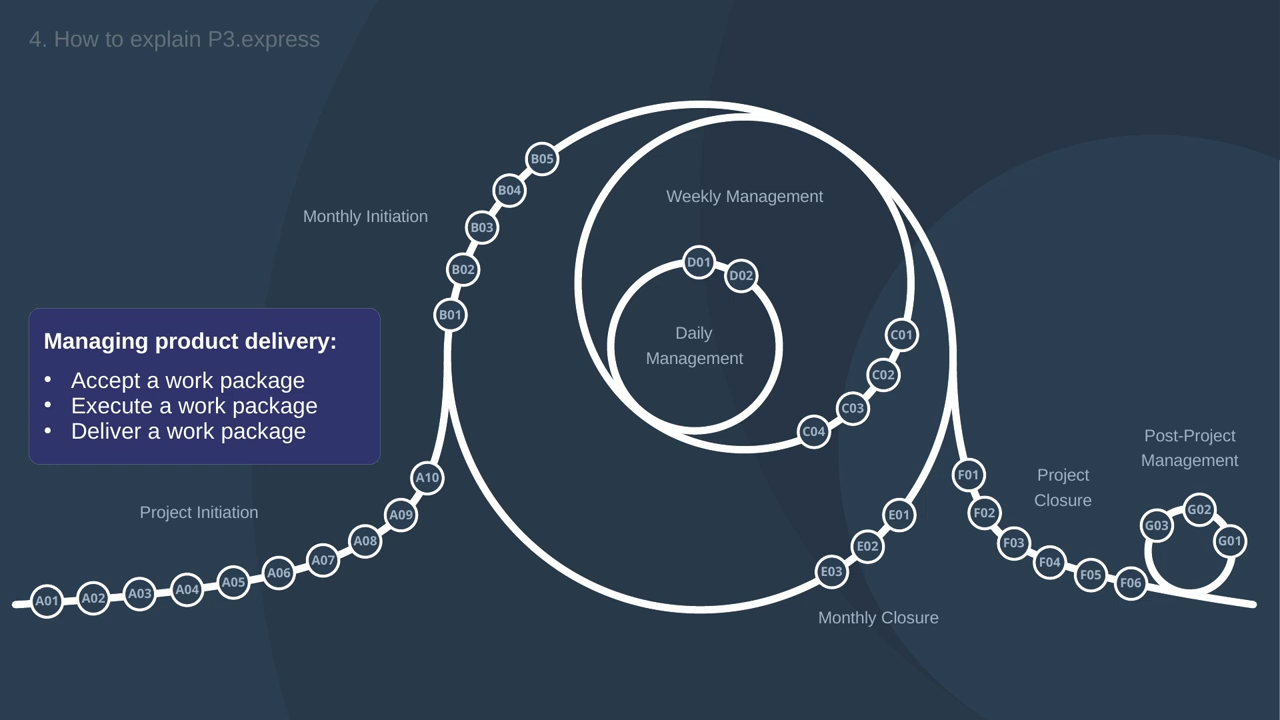 4. How to explain P3.express
B05
B04
B03
B02
B01
Monthly Initiation
Weekly Management
D01
D02
Daily
Management
C01
C02
C03
C04
Managing product delivery:
• Accept a work package
• Execute a work package
• Deliver a work package
Project Initiation
A01
A02
A03
A04
A05
A06
A07
A08
A09
A10
E01
E02
E03
Monthly Closure
F01
F02
F03
F04
F05
F06
Project
Closure
Post-Project
Management
G03
G02
G01